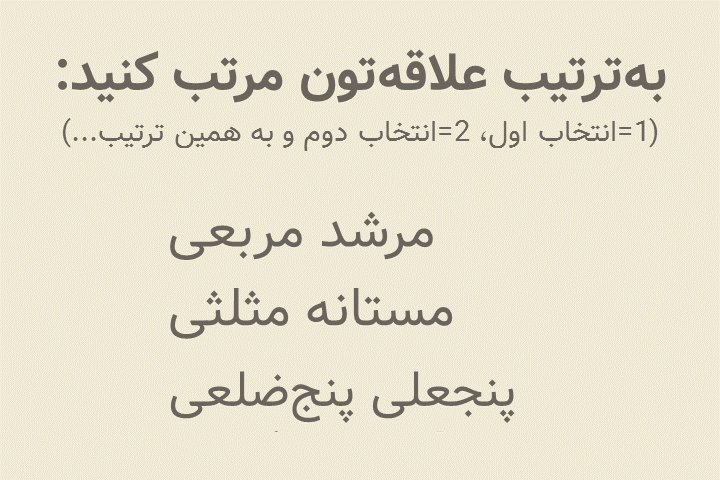 به‌ترتیب علاقه‌تون مرتب کنید:
(1=انتخاب اول، 2=انتخاب دوم و به همین ترتیب...)
مرشد مربعی
مستانه مثلثی
پنجعلی پنج‌ضلعی